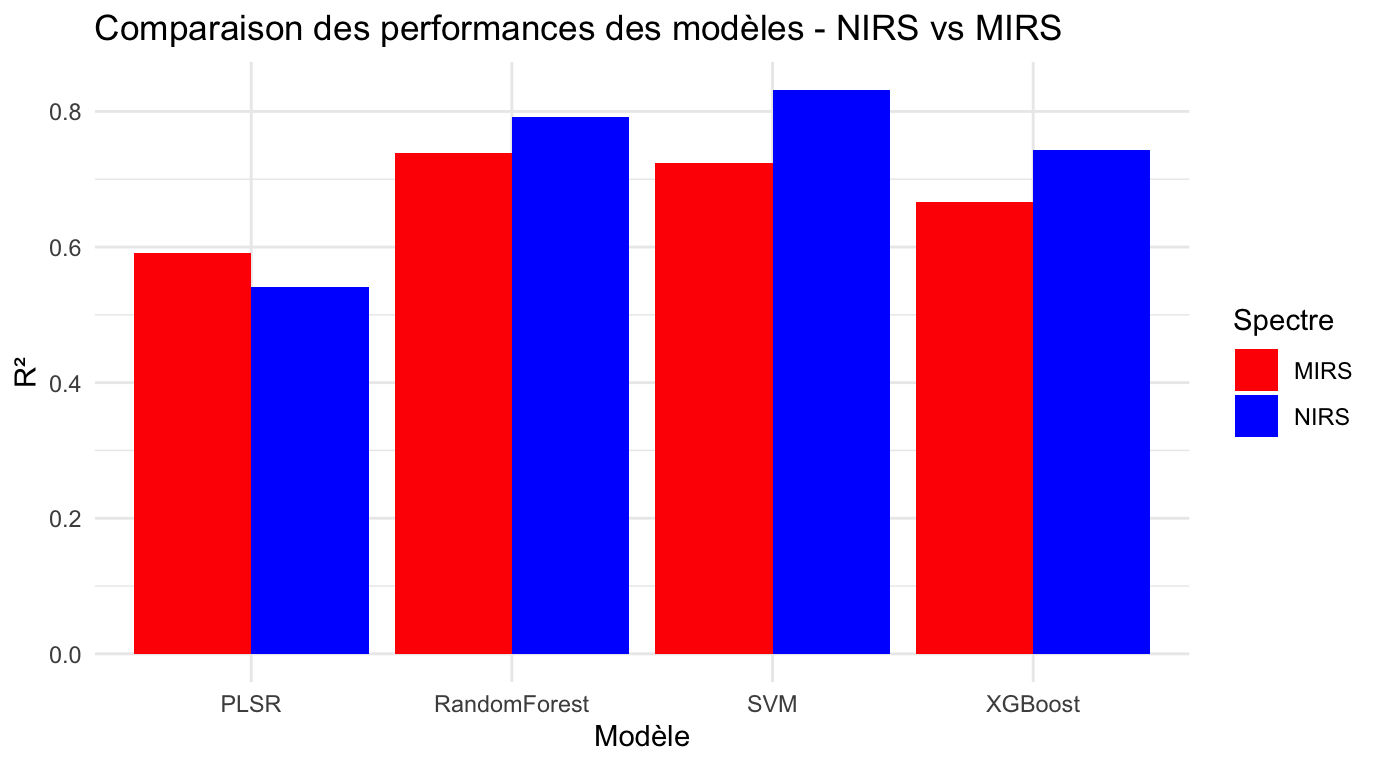 Comparaison des performances des modèles - NIRS vs MIRS
0.8
0.6
0.4
0.2
0.0
R²
PLSR
RandomForest
SVM
XGBoost
Modèle
Spectre
MIRS
NIRS